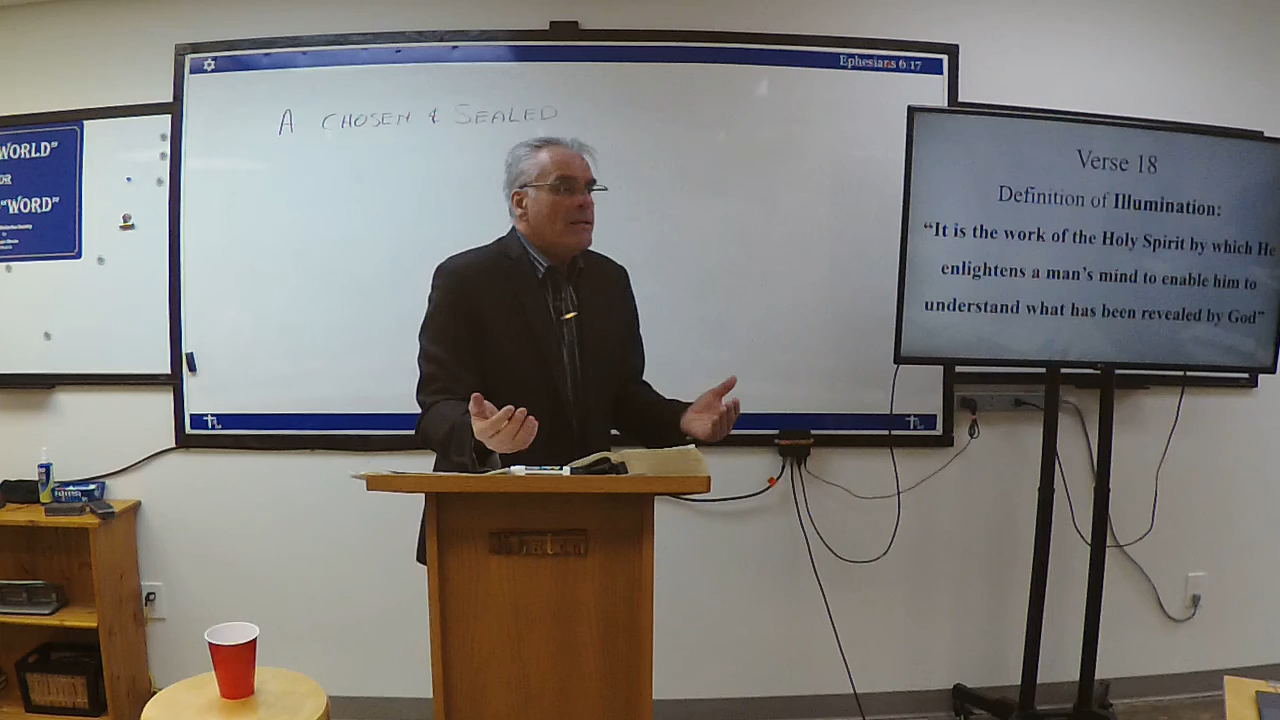 Ephesians 6:17
A CHOSEN & SEALED
WORLD"
OR
"WORD"
Verse 18
Definition of Illumination:
“It is the work of the Holy Spirit by which He
enlightens a man’s mind to enable him to
understand what has been revealed by God”